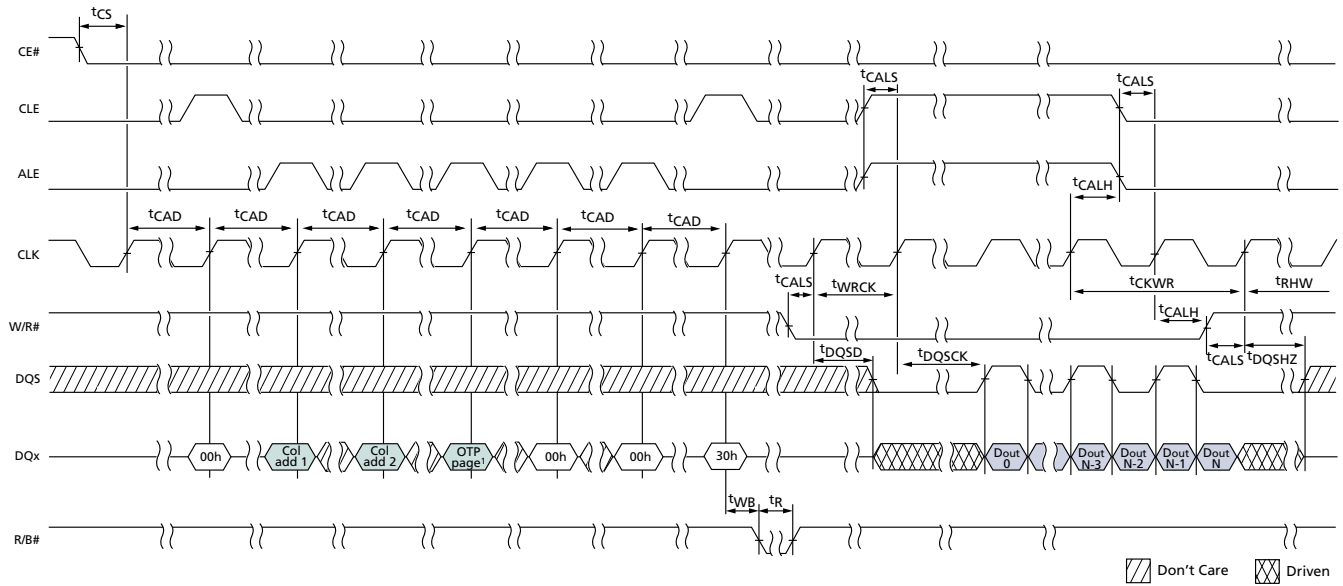 tCS
CE#
tCALS
tCALS
CLE
ALE
tCALH
tCAD tCAD tCAD tCAD tCAD tCAD tCAD
CLK
tCALS tWRCK tCKWR tRHW
tCALH
W/R#
tDQSD tDQSCK tCALS tDQSHZ
DQS
DQx
00h
Col add 1
Col add 2
OTP page1
00h
00h
30h
Dout 0
Dout N-3
Dout N-2
Dout N-1
Dout N
tWB tR
R/B#
Don't Care
Driven